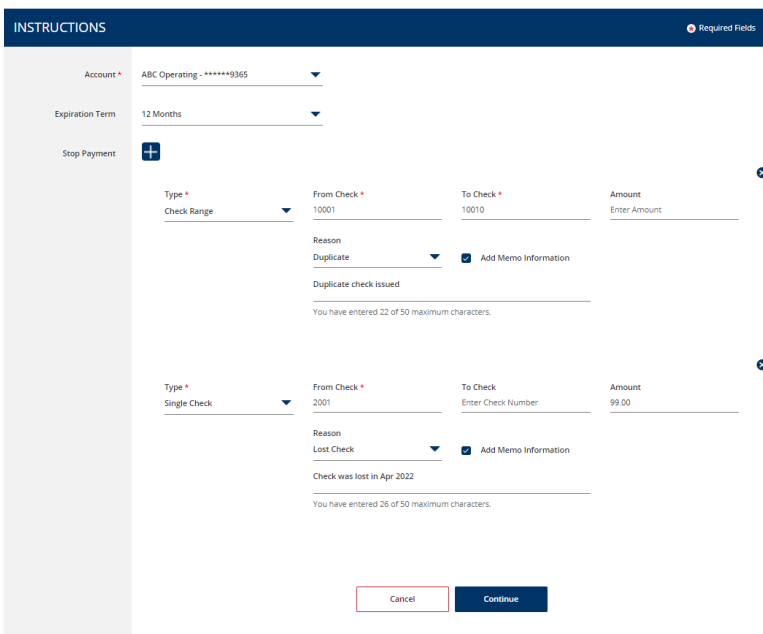 INSTRUCTIONS
Required Fields
Account * ABC Operating - ******9365
Expiration Term 12 Months
Stop Payment
Type * From Check * To Check * Amount
Check Range 10001 10010 Enter Amount
Reason
Duplicate Add Memo Information
Duplicate check issued
You have entered 22 of 50 maximum characters.
Type * From Check * To Check Amount
Single Check 2001 Enter Check Number 99.00
Reason
Lost Check Add Memo Information
Check was lost in Apr 2022
You have entered 26 of 50 maximum characters.
Cancel Continue